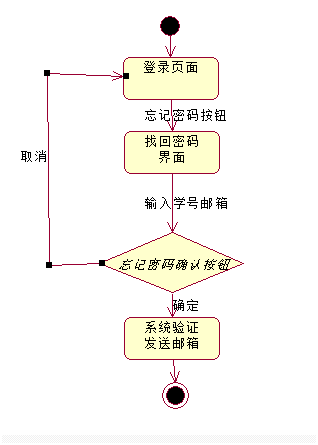 登录页面
忘记密码按钮
找回密码
界面
取消
输入学号邮箱
忘记密码确认按钮
确定
系统验证
发送邮箱